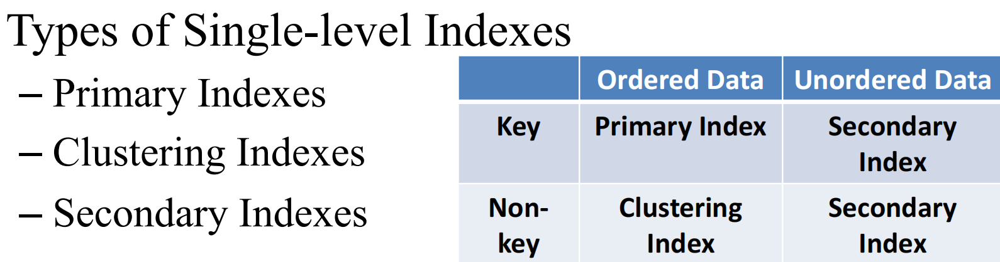 Types of Single-level Indexes
– Primary Indexes
– Clustering Indexes
– Secondary Indexes
Ordered Data Unordered Data
Key Primary Index Secondary
Index
Non- Clustering Secondary
key Index Index